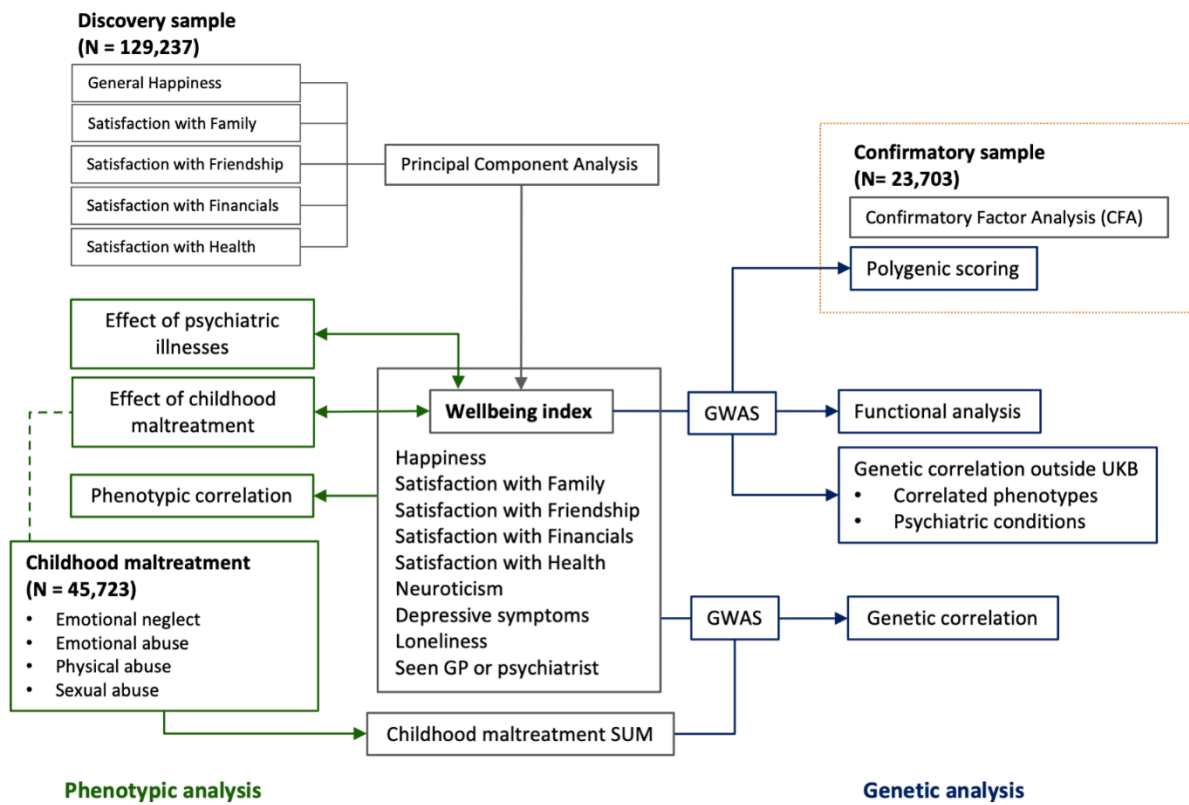 Discovery sample
(N = 129,237)
General Happiness
Satisfaction with Family
Satisfaction with Friendship
Satisfaction with Financials
Satisfaction with Health
Principal Component Analysis
Confirmatory sample
(N= 23,703)
Confirmatory Factor Analysis (CFA)
Polygenic scoring
Effect of psychiatric
illnesses
Effect of childhood
maltreatment
Phenotypic correlation
Childhood maltreatment
(N = 45,723)
• Emotional neglect
• Emotional abuse
• Physical abuse
• Sexual abuse
Wellbeing index
Happiness
Satisfaction with Family
Satisfaction with Friendship
Satisfaction with Financials
Satisfaction with Health
Neuroticism
Depressive symptoms
Loneliness
Seen GP or psychiatrist
Childhood maltreatment SUM
GWAS
Functional analysis
Genetic correlation outside UKB
• Correlated phenotypes
• Psychiatric conditions
GWAS
Genetic correlation
Phenotypic analysis
Genetic analysis